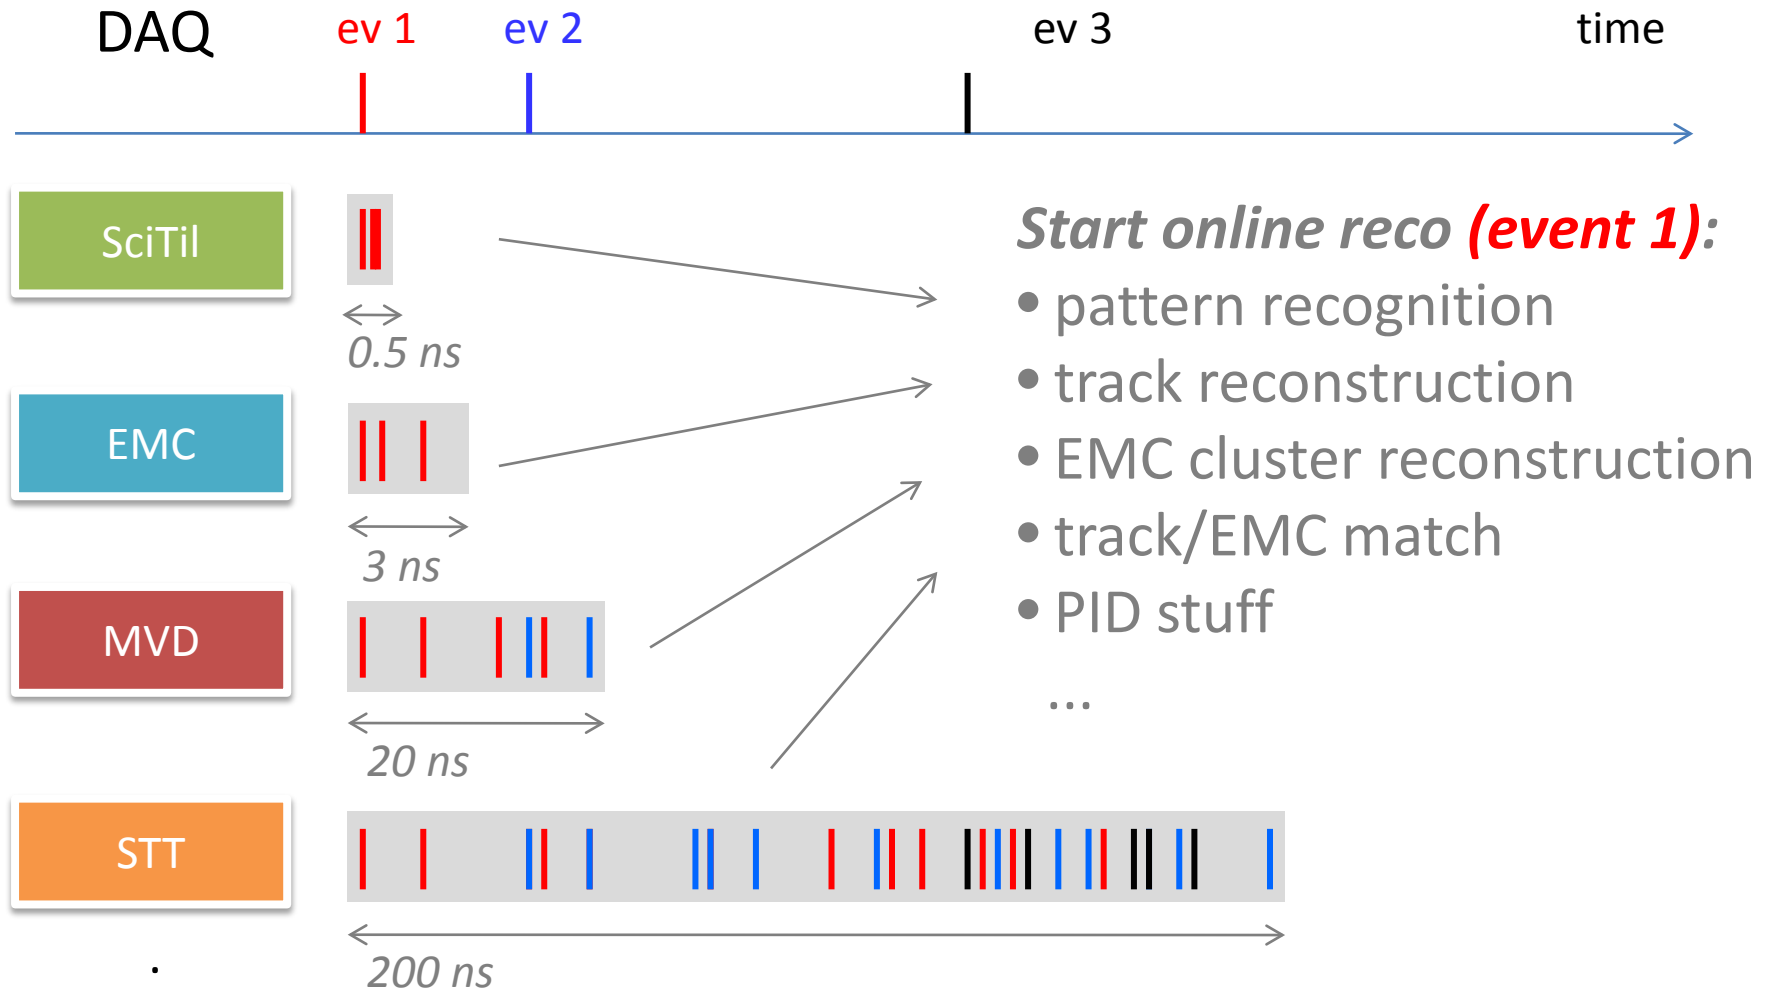 DAQ ev 1 ev 2 ev 3 time
SciTil
0.5 ns
EMC
3 ns
MVD
20 ns
STT
200 ns
.
Start online reco (event 1):
• pattern recognition
• track reconstruction
• EMC cluster reconstruction
• track/EMC match
• PID stuff
...